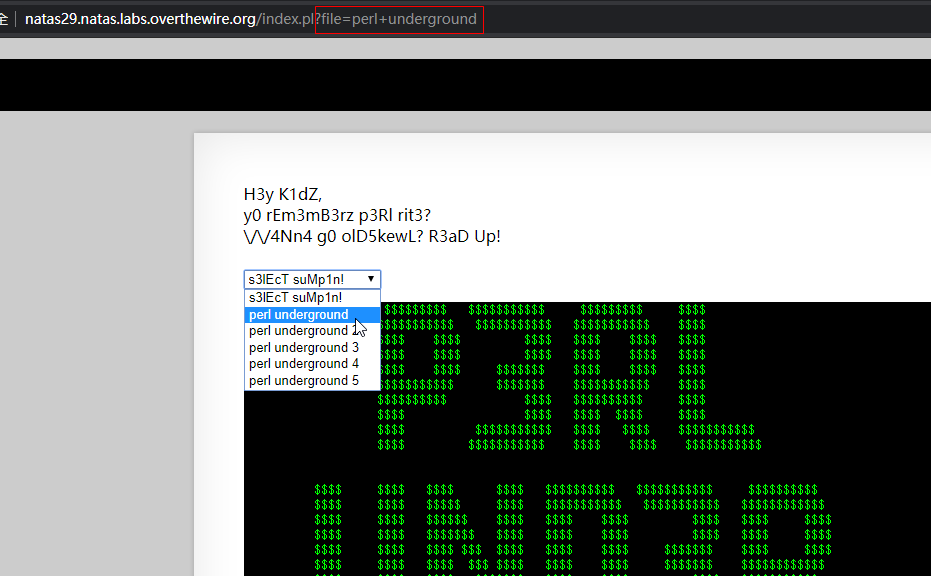 全 | natas29.natas.labs.overthewire.org/index.pl?file=perl+underground
H3y K1dZ,
y0 rEm3mB3rz p3Rl rit3?
\/\/4Nn4 g0 olD5kewL? R3aD Up!
s3lEcT suMp1n!
s3lEcT suMp1n!
perl underground
perl underground 2
perl underground 3
perl underground 4
perl underground 5
P3RL
UND3R